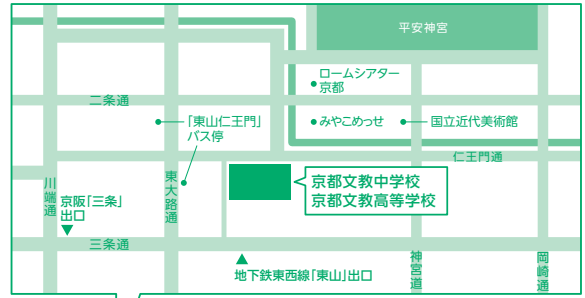 平安神宮
ロームシアター
京都
二条通
「東山仁王門」
バス停
みやこめっせ
国立近代美術館
仁王門通
京都文教中学校
京都文教高等学校
川端通
京阪「三条」
出口
東大路通
三条通
地下鉄東西線「東山」出口
神宮道
岡崎通